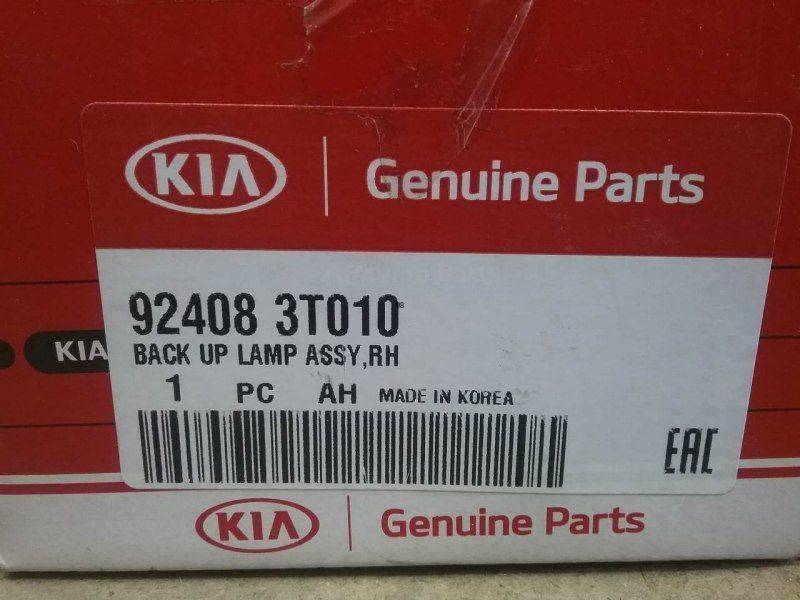 KIA Genuine Parts
92408 3T010
KIA
BACK UP LAMP ASSY,RH
1 PC AH MADE IN KOREA
EAC
KIA Genuine Parts